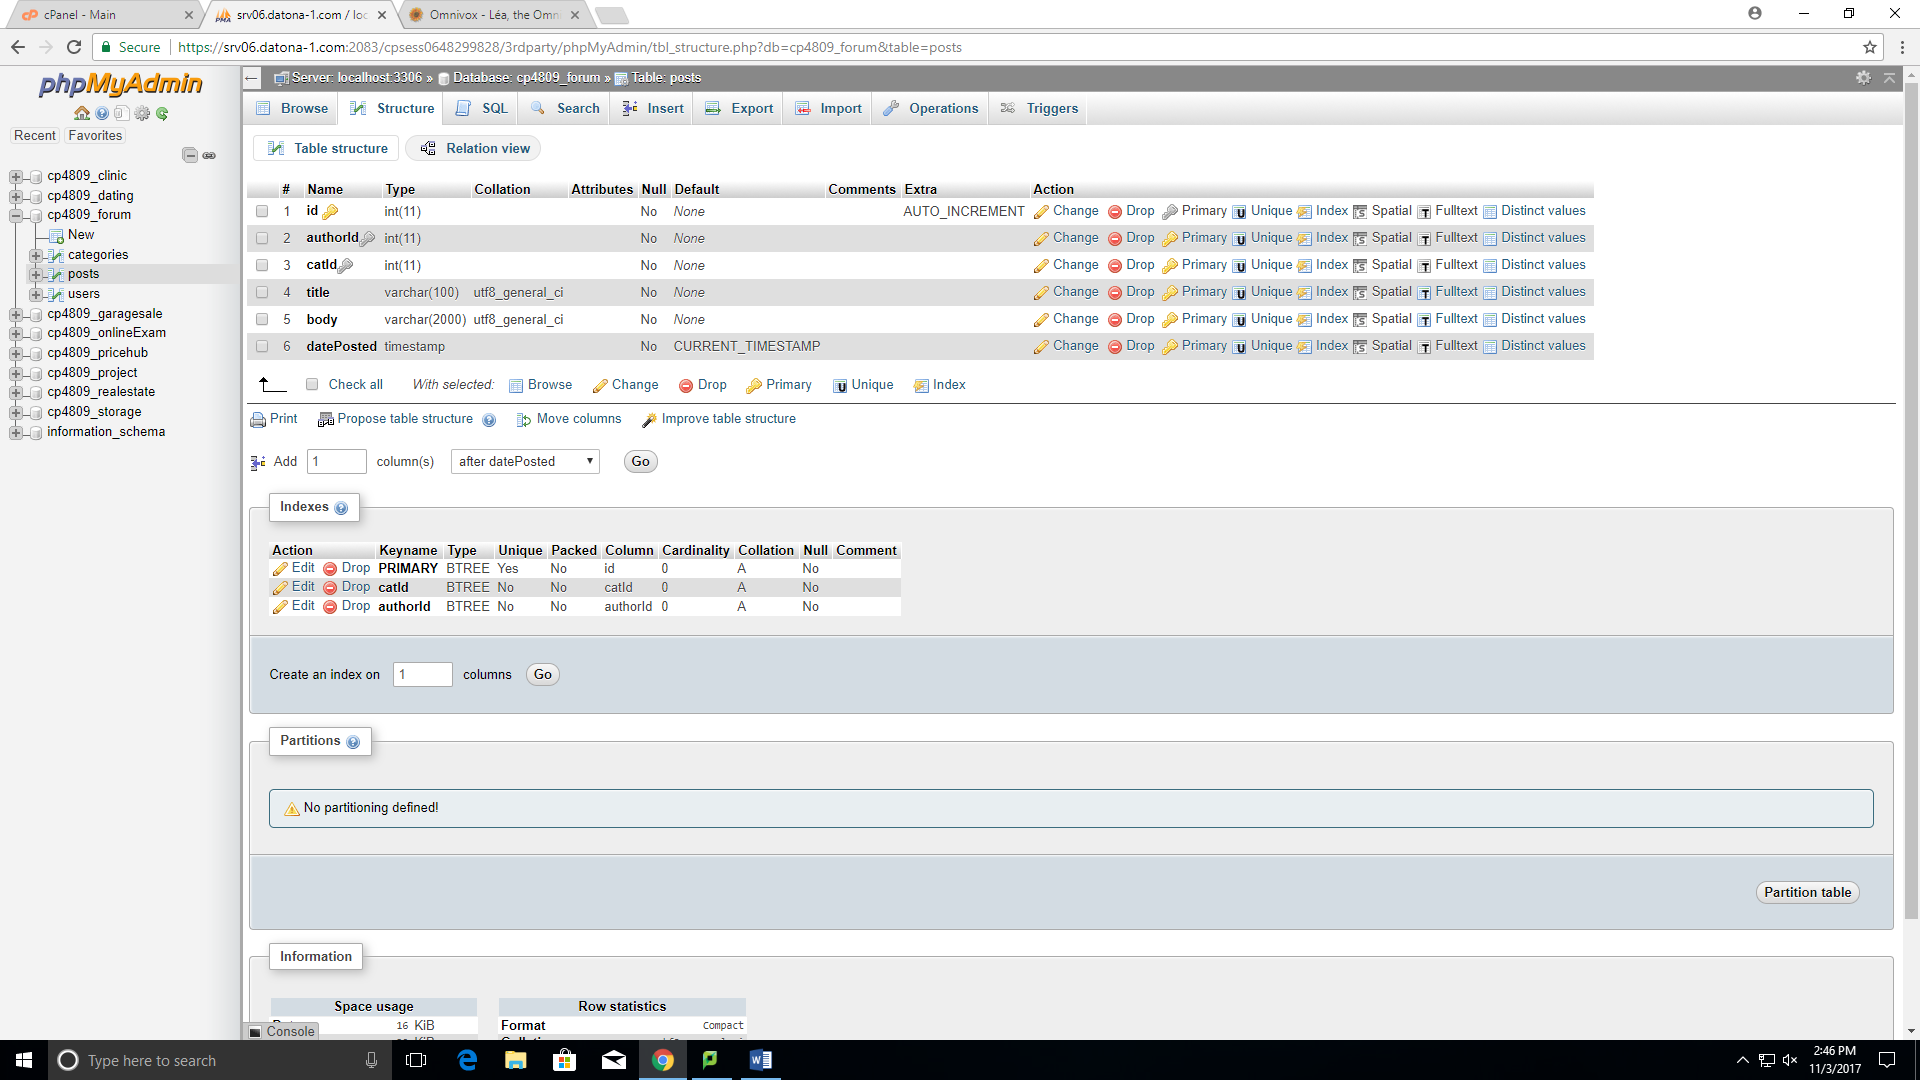 cPanel - Main
srv06.datona-1.com / loc
Omnivox - Léa, the Omn
Secure
https://srv06.datona-1.com:2083/cpsess0648299828/3rdparty/phpMyAdmin/tbl_structure.php?db=cp4809_forum&table=posts
phpMyAdmin
Recent Favorites
cp4809_clinic
cp4809_dating
cp4809_forum
New
categories
posts
users
cp4809_garagesale
cp4809_onlineExam
cp4809_pricehub
cp4809_project
cp4809_realestate
cp4809_storage
information_schema
Server: localhost:3306 » Database: cp4809_forum » Table: posts
Browse Structure SQL Search Insert Export Import Operations Triggers
Table structure Relation view
# Name Type Collation Attributes Null Default Comments Extra Action
1 id int(11) No None AUTO_INCREMENT Change Drop Primary Unique Index Spatial Fulltext Distinct values
2 authorId int(11) No None Change Drop Primary Unique Index Spatial Fulltext Distinct values
3 catId int(11) No None Change Drop Primary Unique Index Spatial Fulltext Distinct values
4 title varchar(100) utf8_general_ci No None Change Drop Primary Unique Index Spatial Fulltext Distinct values
5 body varchar(2000) utf8_general_ci No None Change Drop Primary Unique Index Spatial Fulltext Distinct values
6 datePosted timestamp No CURRENT_TIMESTAMP Change Drop Primary Unique Index Spatial Fulltext Distinct values
Check all With selected: Browse Change Drop Primary Unique Index
Print Propose table structure Move columns Improve table structure
Add 1 column(s) after datePosted Go
Indexes
Action Keyname Type Unique Packed Column Cardinality Collation Null Comment
Edit Drop PRIMARY BTREE Yes No id 0 A No
Edit Drop catId BTREE No No catId 0 A No
Edit Drop authorId BTREE No No authorId 0 A No
Create an index on 1 columns Go
Partitions
No partitioning defined!
Partition table
Information
Space usage Row statistics
16 KiB Format Compact
Console
Type here to search
2:46 PM
11/3/2017